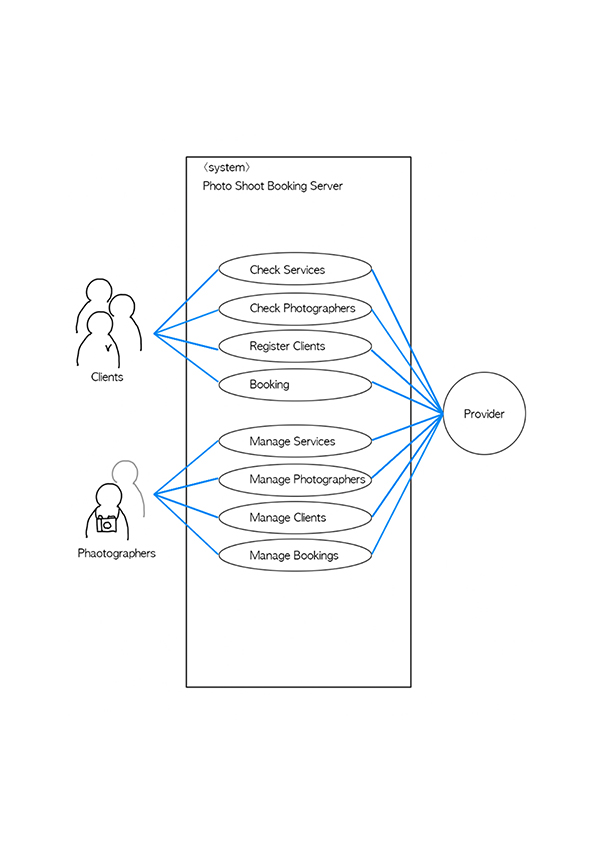 〈system〉
Photo Shoot Booking Server
Check Services
Check Photographers
Register Clients
Booking
Clients
Provider
Manage Services
Manage Photographers
Manage Clients
Manage Bookings
Phaotographers